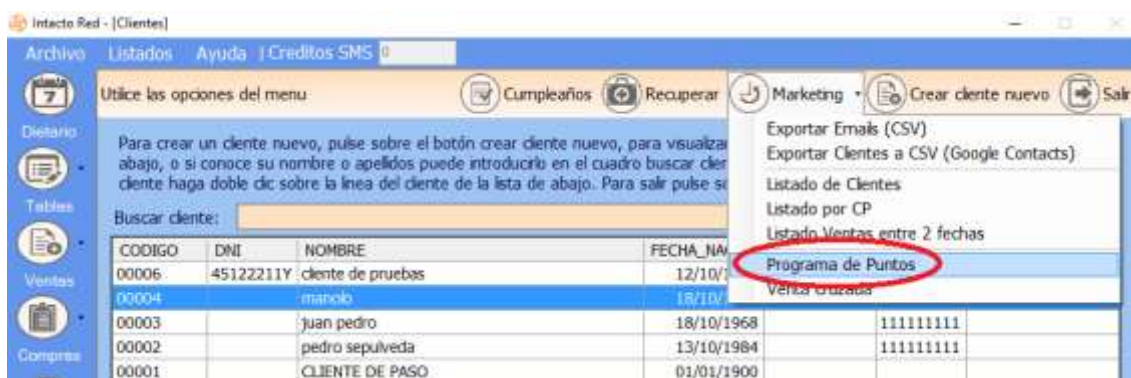 Intacto Red - [Clientes]
Archivo Listados Ayuda | Creditos SMS 0
7 Utilice las opciones del menu Cumpleaños Recuperar Marketing Crear cliente nuevo Salir
Dietario
Para crear un cliente nuevo, pulse sobre el botón crear cliente nuevo, para visualizar
abajo, o si conoce su nombre o apellidos puede introducirlo en el cuadro buscar
cliente haga doble clic sobre la linea del cliente de la lista de abajo. Para salir pulse
Exportar Emails (CSV)
Exportar Clientes a CSV (Google Contacts)
Listado de Clientes
Listado por CP
Listado Ventas entre 2 fechas
Programa de Puntos
Venta cruzada
Tables
Buscar cliente:
CODIGO DNI NOMBRE
00006 45122211Y cliente de pruebas 12/10/
Ventas
00004 manolo 18/10/
00003 juan pedro 18/10/1968 111111111
00002 pedro sepulveda 13/10/1984 111111111
Compras
00001 CLIENTE DE PASO 01/01/1900